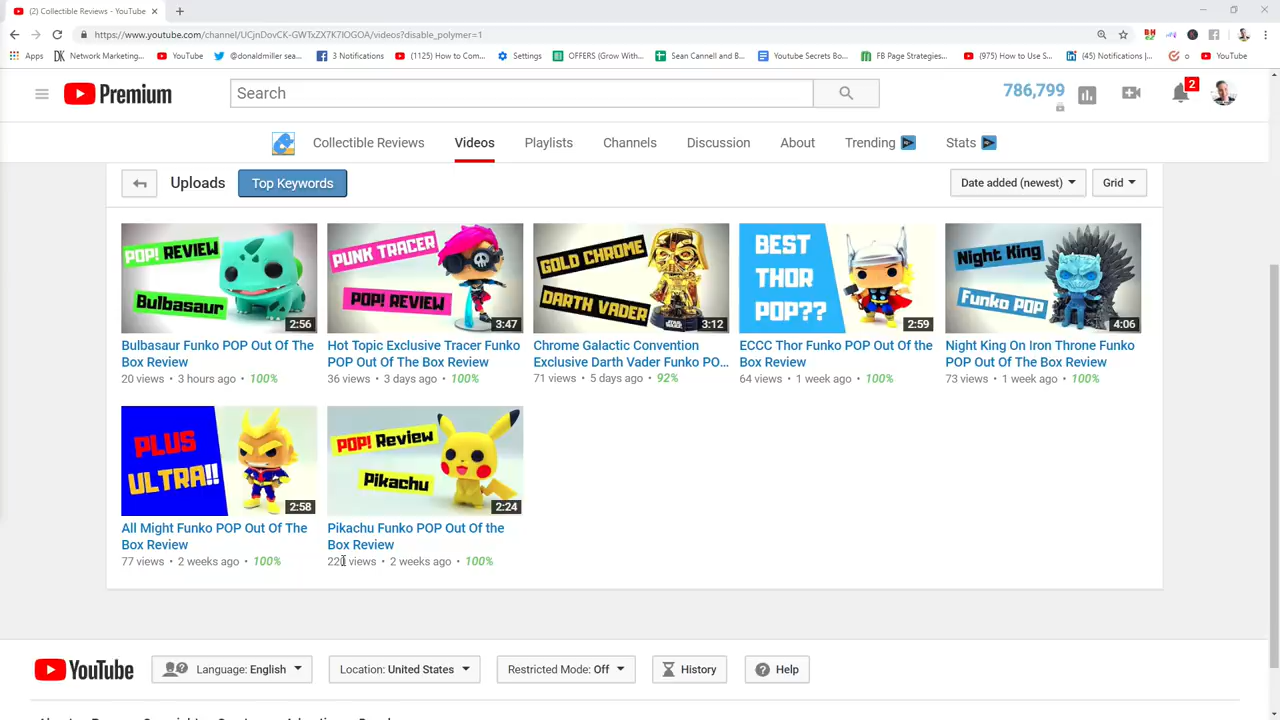 (2) Collectible Reviews - YouTube
https://www.youtube.com/channel/UCjnDovCK-GWTxZX7K7IOGOA/videos?disable_polymer=1
Apps Network Marketing... YouTube @donaldmiller sea... 3 Notifications (1125) How to Com... Settings OFFERS (Grow With... Sean Cannell and B... Youtube Secrets Bo... FB Page Strategies... (975) How to Use S... (45) Notifications |... o YouTube
Premium Search 786,799 2
Collectible Reviews Videos Playlists Channels Discussion About Trending Stats
Uploads Top Keywords Date added (newest) Grid
POP! REVIEW
Bulbasaur
2:56
PUNK TRACER
POP! REVIEW
3:47
GOLD CHROME
DARTH VADER
3:12
BEST
THOR
POP??
2:59
Night King
Funko POP
4:06
Bulbasaur Funko POP Out Of The
Box Review
20 views • 3 hours ago • 100%
Hot Topic Exclusive Tracer Funko
POP Out Of The Box Review
36 views • 3 days ago • 100%
Chrome Galactic Convention
Exclusive Darth Vader Funko PO...
71 views • 5 days ago • 92%
ECCC Thor Funko POP Out Of the
Box Review
64 views • 1 week ago • 100%
Night King On Iron Throne Funko
POP Out Of The Box Review
73 views • 1 week ago • 100%
PLUS
ULTRA!!
2:58
POP! Review
Pikachu
2:24
All Might Funko POP Out Of The
Box Review
77 views • 2 weeks ago • 100%
Pikachu Funko POP Out Of the
Box Review
views • 2 weeks ago • 100%
YouTube Language: English Location: United States Restricted Mode: Off History Help